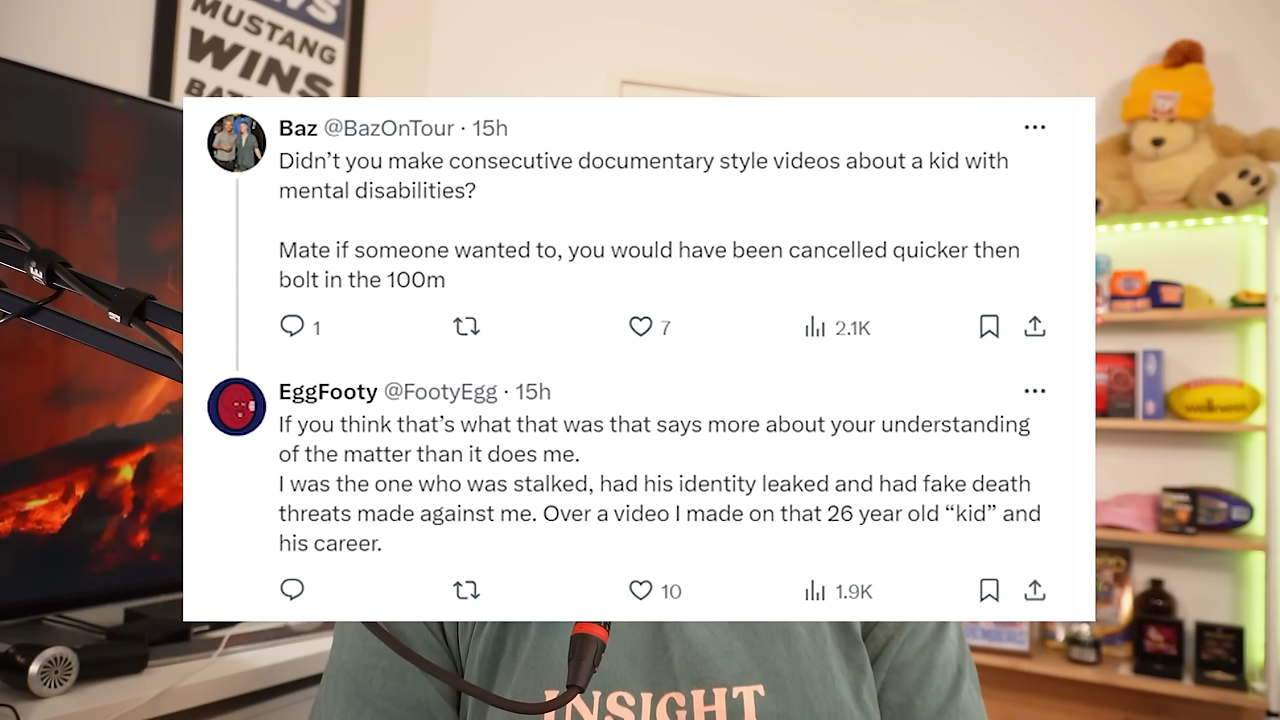 MUSTANG
WINS
Baz @BazOnTour · 15h
Didn’t you make consecutive documentary style videos about a kid with
mental disabilities?
Mate if someone wanted to, you would have been cancelled quicker then
bolt in the 100m
1
7
2.1K
EggFooty @FootyEgg · 15h
If you think that’s what that was that says more about your understanding
of the matter than it does me.
I was the one who was stalked, had his identity leaked and had fake death
threats made against me. Over a video I made on that 26 year old “kid” and
his career.
10
1.9K
INSIGHT